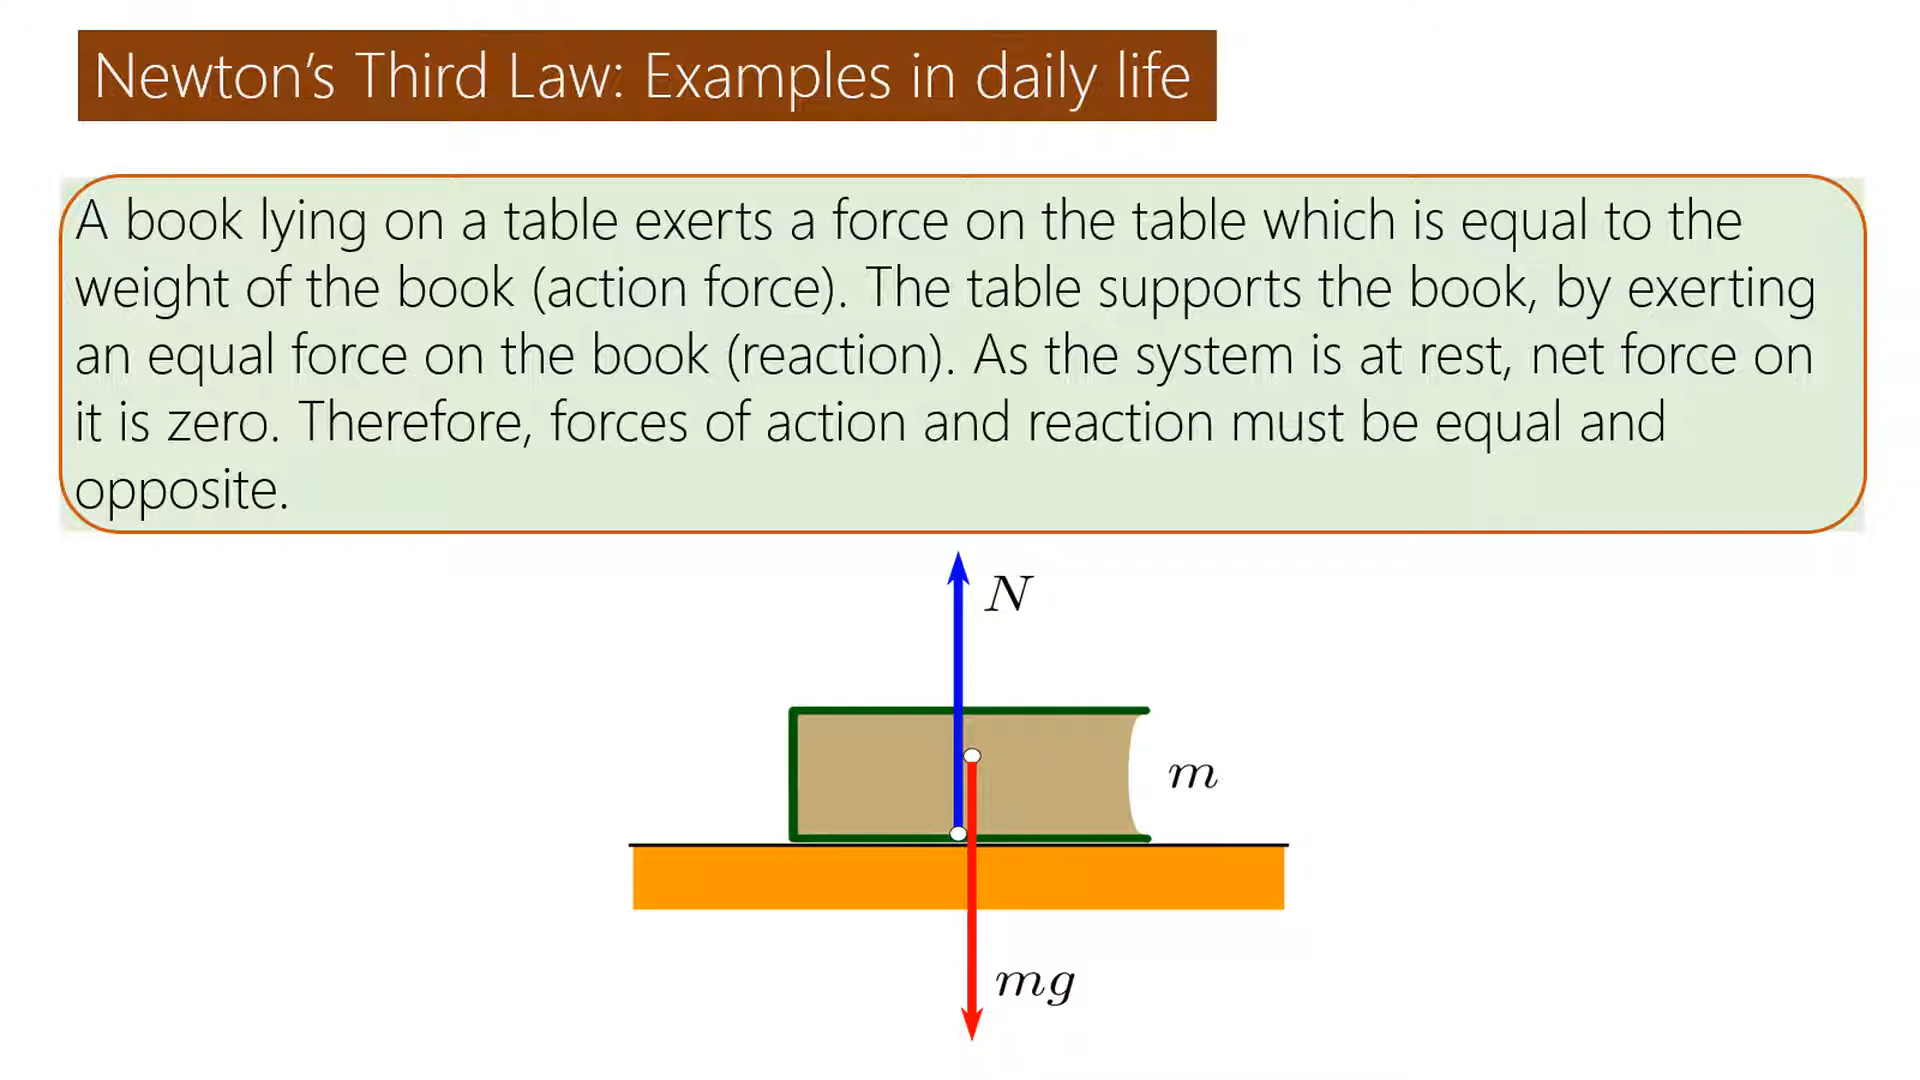 Newton’s Third Law: Examples in daily life
A book lying on a table exerts a force on the table which is equal to the
weight of the book (action force). The table supports the book, by exerting
an equal force on the book (reaction). As the system is at rest, net force on
it is zero. Therefore, forces of action and reaction must be equal and
opposite.
N
m
mg